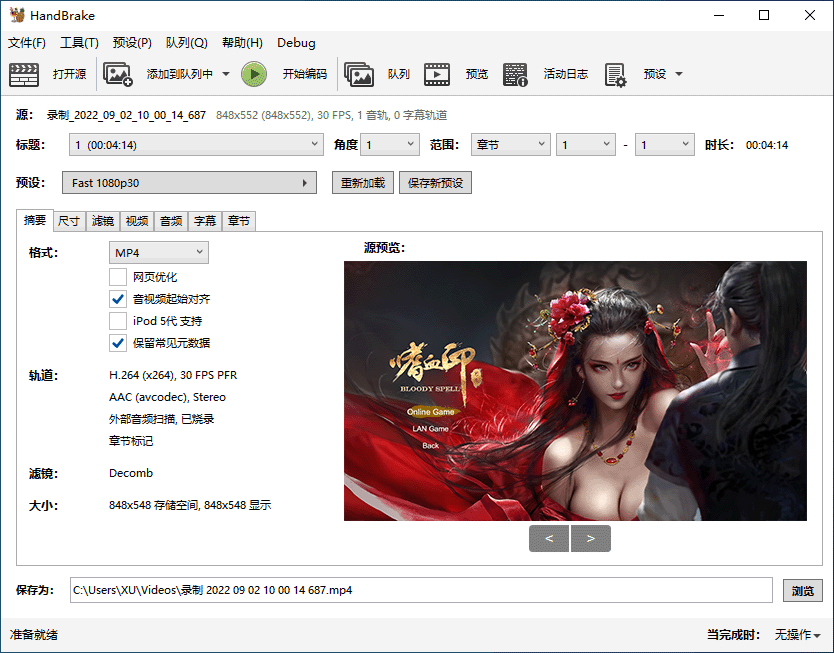 HandBrake
文件(F) 工具(T) 预设(P) 队列(Q) 帮助(H) Debug
打开源 添加到队列中 开始编码 队列 预览 活动日志 预设
源： 录制_2022_09_02_10_00_14_687 848x552 (848x552), 30 FPS, 1 音轨, 0 字幕轨道
标题： 1 (00:04:14) 角度 1 范围： 章节 1 - 1 时长： 00:04:14
预设： Fast 1080p30 重新加载 保存新预设
摘要 尺寸 滤镜 视频 音频 字幕 章节
格式： MP4 源预览：
网页优化
音视频起始对齐
iPod 5代 支持
保留常见元数据
嗜血印
BLOODY SPELL
Online Game
LAN Game
Back
轨道： H.264 (x264), 30 FPS PFR
AAC (avcodec), Stereo
外部音频扫描, 已烧录
章节标记
滤镜： Decomb
大小： 848x548 存储空间, 848x548 显示
< >
保存为： C:\Users\XU\Videos\录制 2022 09 02 10 00 14 687.mp4 浏览
准备就绪 当完成时： 无操作